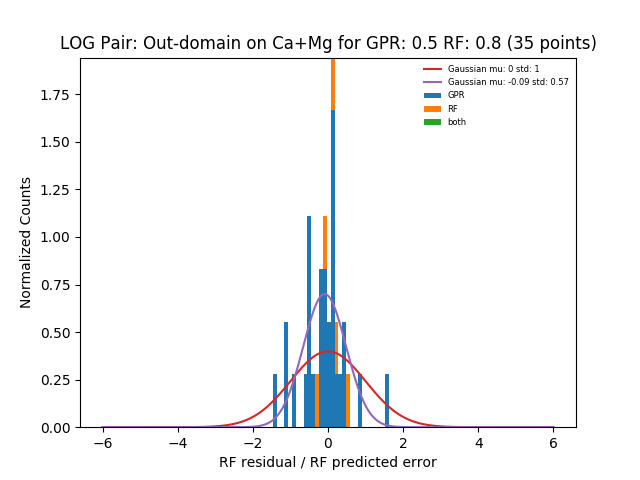 LOG Pair: Out-domain on Ca+Mg for GPR: 0.5 RF: 0.8 (35 points)
Gaussian mu: 0 std: 1
Gaussian mu: -0.09 std: 0.57
GPR
RF
both
Normalized Counts
1.75
1.50
1.25
1.00
0.75
0.50
0.25
0.00
−6 −4 −2 0 2 4 6
RF residual / RF predicted error